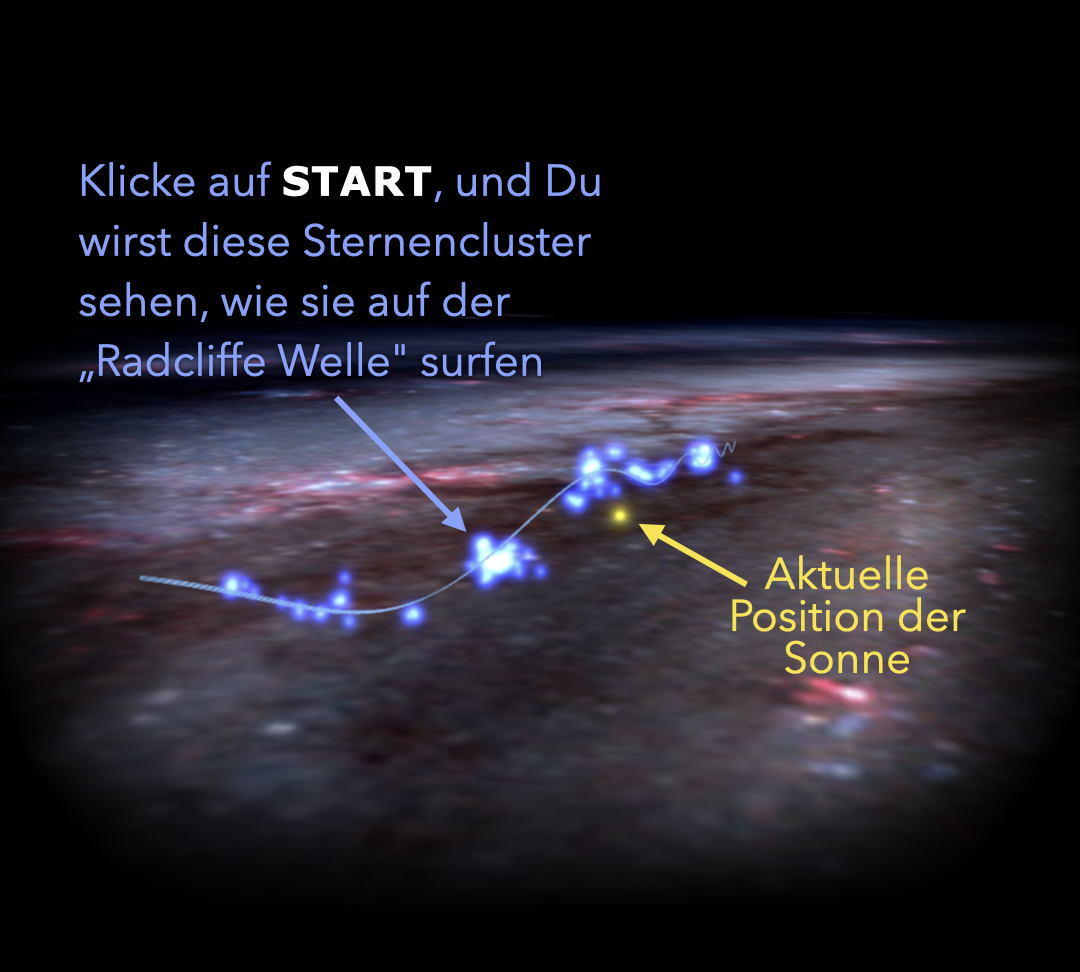 Klicke auf START, und Du
wirst diese Sternencluster
sehen, wie sie auf der
„Radcliffe Welle" surfen
Aktuelle
Position der
Sonne